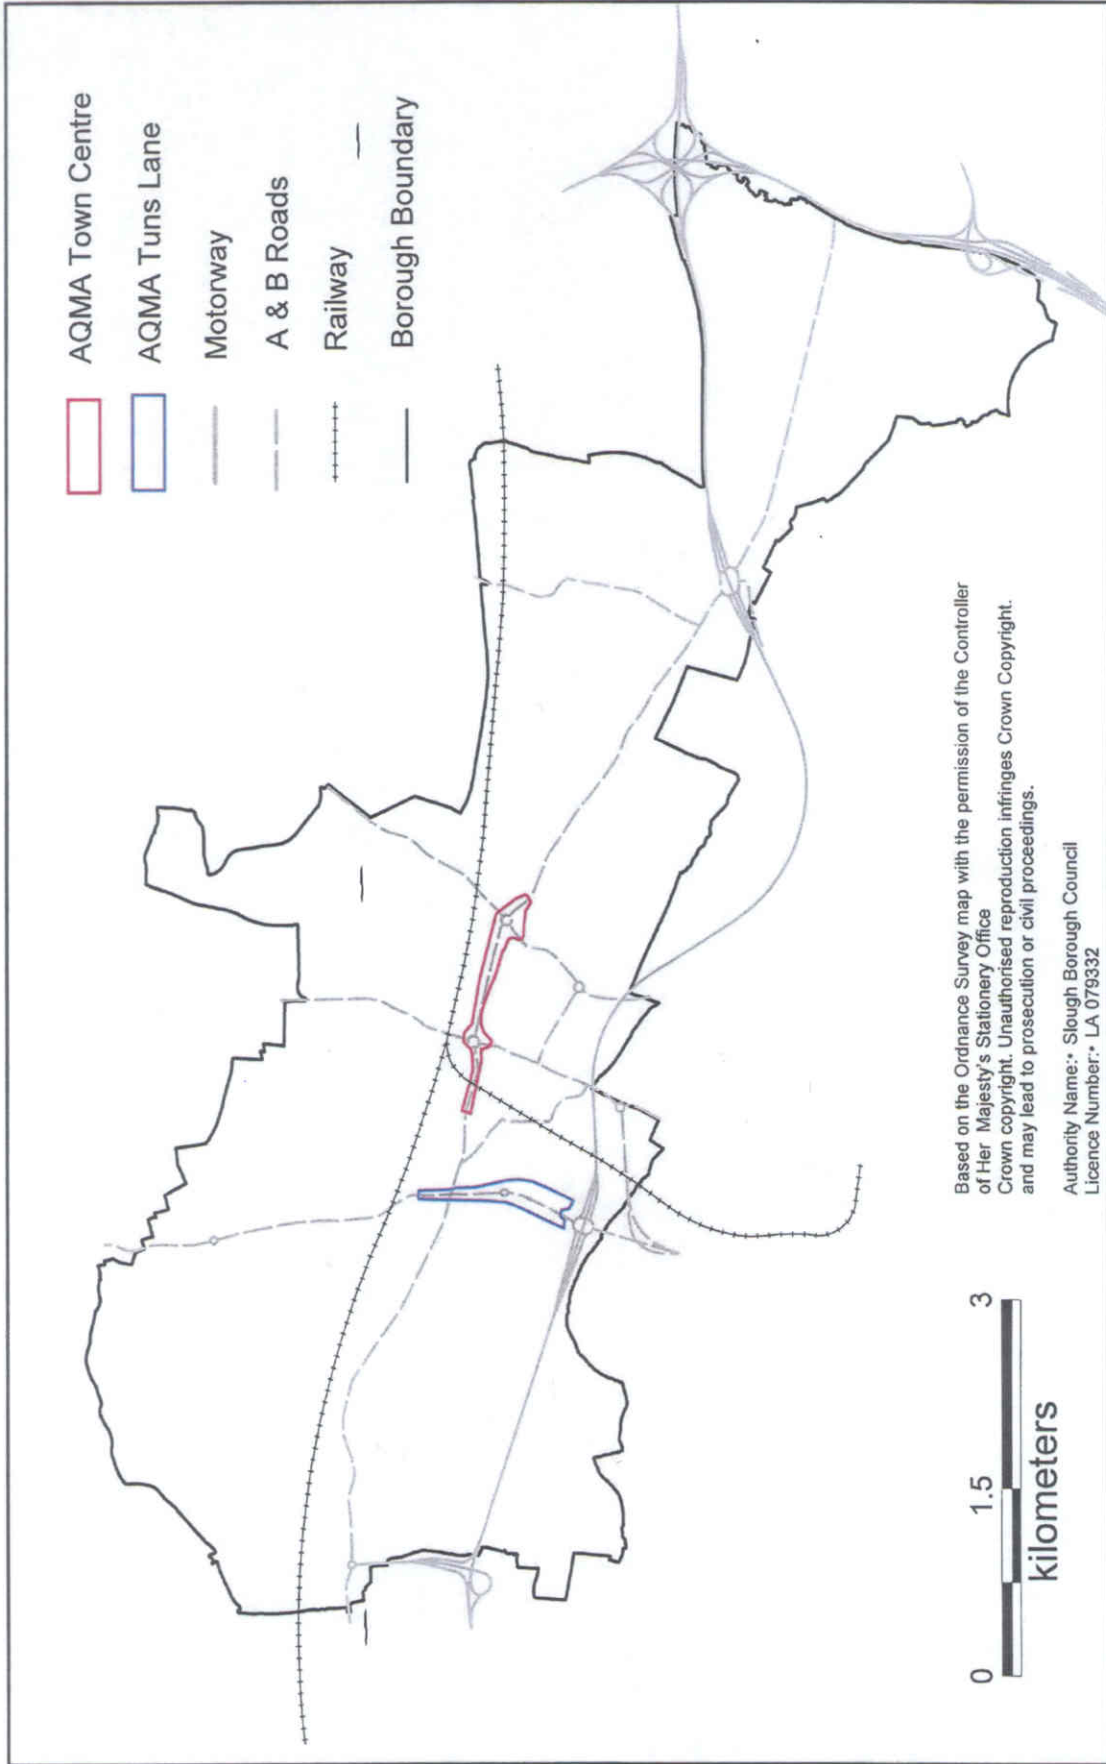 AQMA Town Centre
AQMA Tuns Lane
Motorway
A & B Roads
Railway
Borough Boundary
0 1.5 3
kilometers
Based on the Ordnance Survey map with the permission of the Controller
of Her Majesty's Stationery Office
Crown copyright. Unauthorised reproduction infringes Crown Copyright.
and may lead to prosecution or civil proceedings.
Authority Name:• Slough Borough Council
Licence Number:• LA 079332